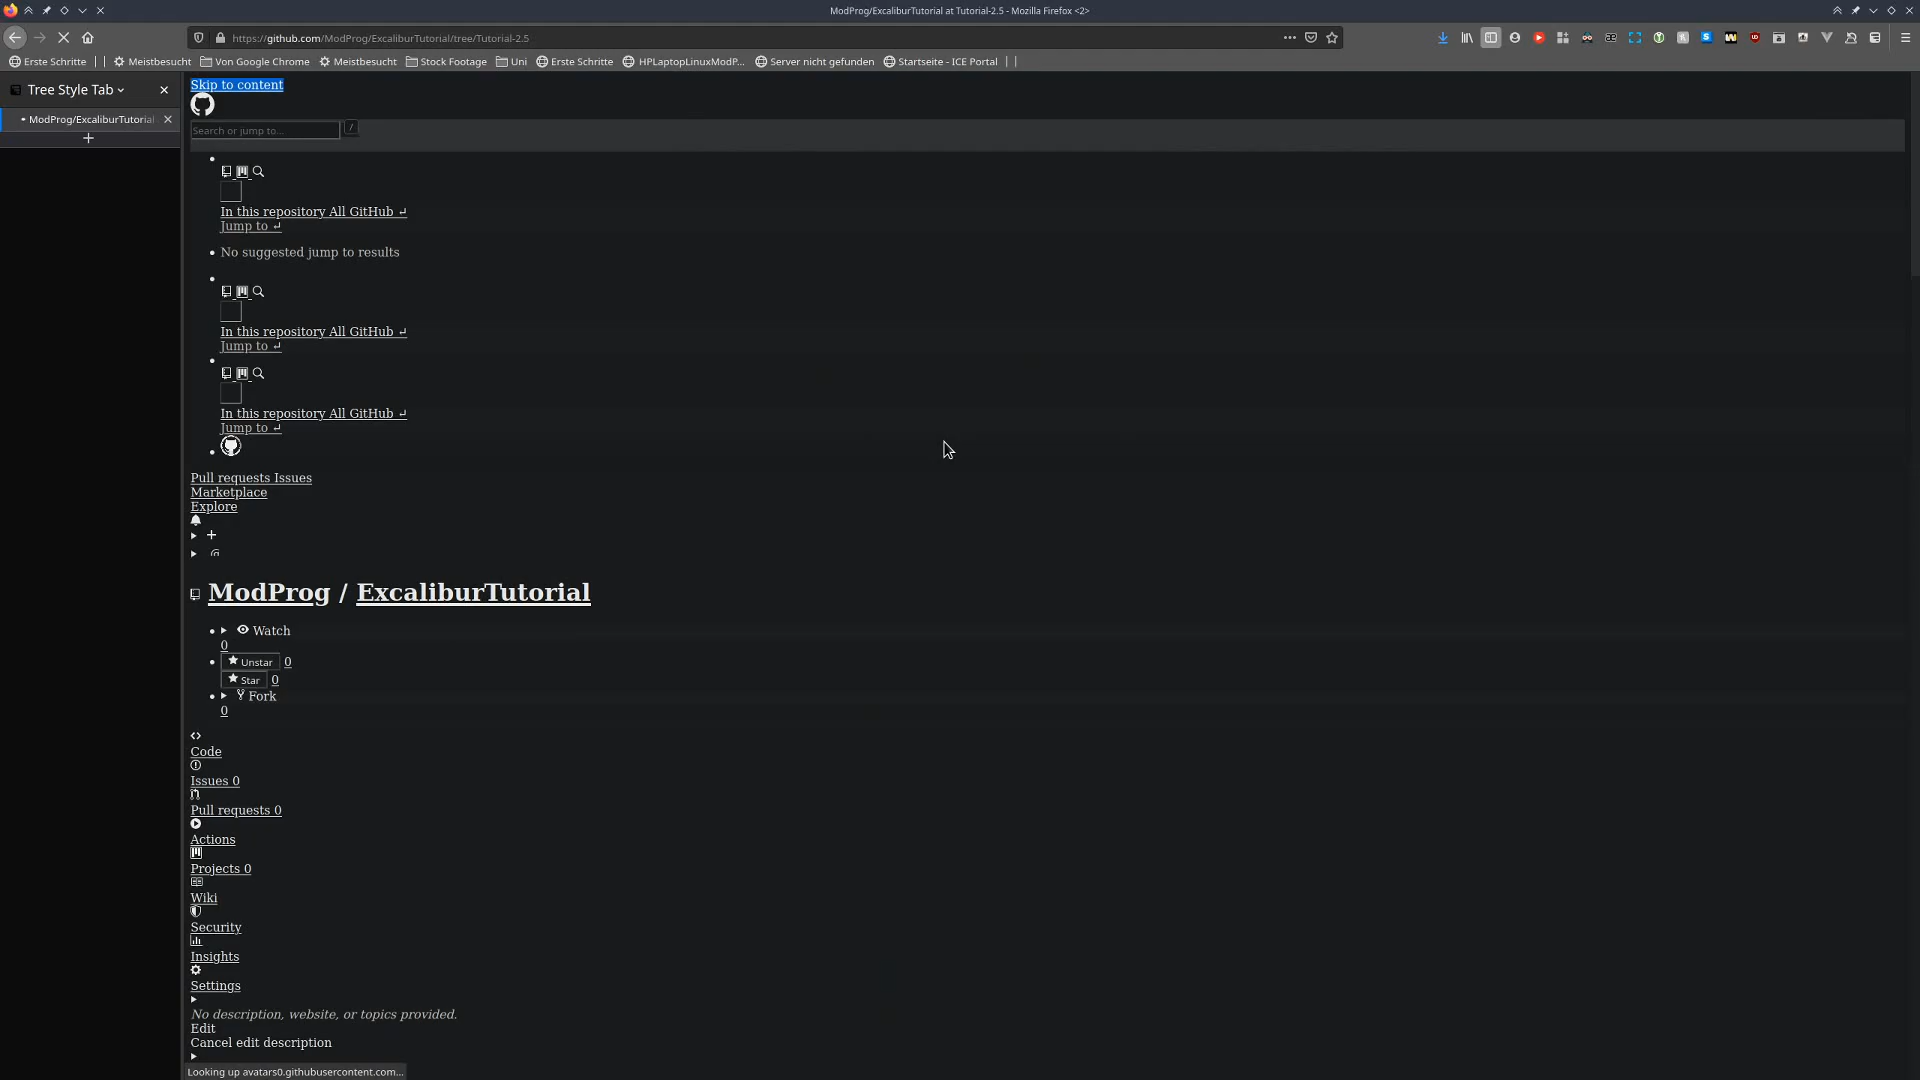 ModProg/ExcaliburTutorial at Tutorial-2.5 - Mozilla Firefox <2>
https://github.com/ModProg/ExcaliburTutorial/tree/Tutorial-2.5
Erste Schritte
Meistbesucht
Von Google Chrome
Meistbesucht
Stock Footage
Uni
Erste Schritte
HPLaptopLinuxModP...
Server nicht gefunden
Startseite - ICE Portal
Tree Style Tab
ModProg/ExcaliburTutorial
Skip to content
Search or jump to...
/
In this repository All GitHub ↵
Jump to ↵
No suggested jump to results
In this repository All GitHub ↵
Jump to ↵
In this repository All GitHub ↵
Jump to ↵
Pull requests Issues
Marketplace
Explore
ModProg / ExcaliburTutorial
Watch
0
Unstar 0
Star 0
Fork
0
Code
Issues 0
Pull requests 0
Actions
Projects 0
Wiki
Security
Insights
Settings
No description, website, or topics provided.
Edit
Cancel edit description
Looking up avatars0.githubusercontent.com...